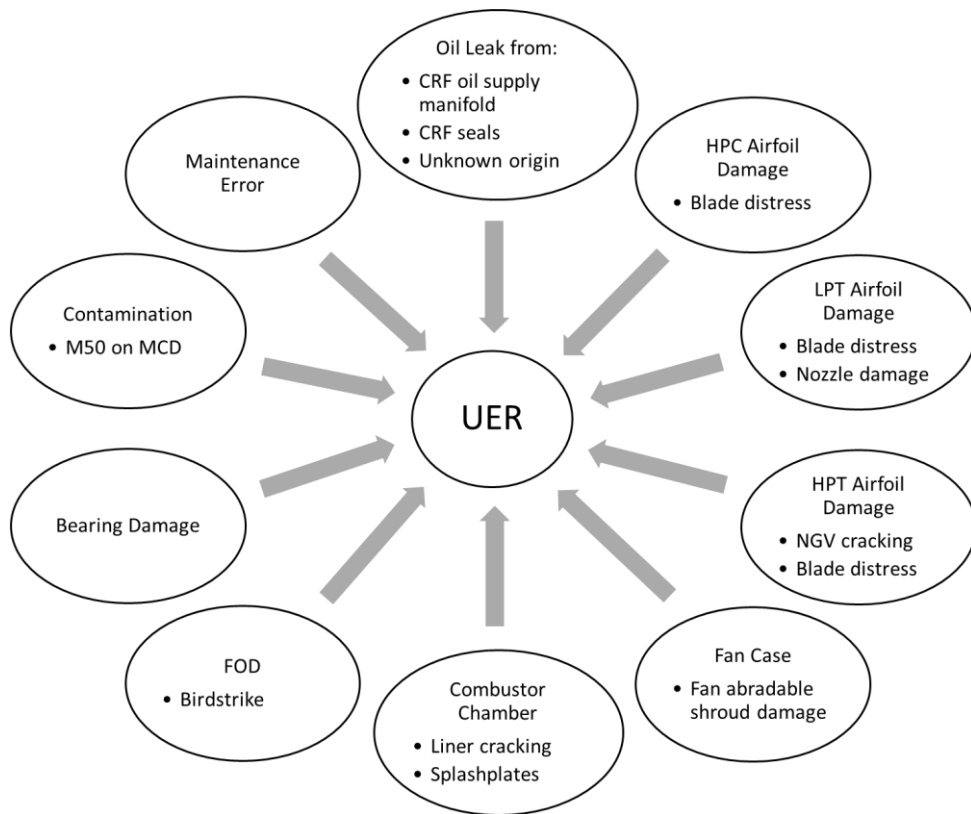 Oil Leak from:
• CRF oil supply
manifold
• CRF seals
• Unknown origin
HPC Airfoil
Damage
• Blade distress
LPT Airfoil
Damage
• Blade distress
• Nozzle damage
HPT Airfoil
Damage
• NGV cracking
• Blade distress
Fan Case
• Fan abradable
shroud damage
Combustor
Chamber
• Liner cracking
• Splashplates
FOD
• Birdstrike
Bearing Damage
Contamination
• M50 on MCD
Maintenance
Error
UER